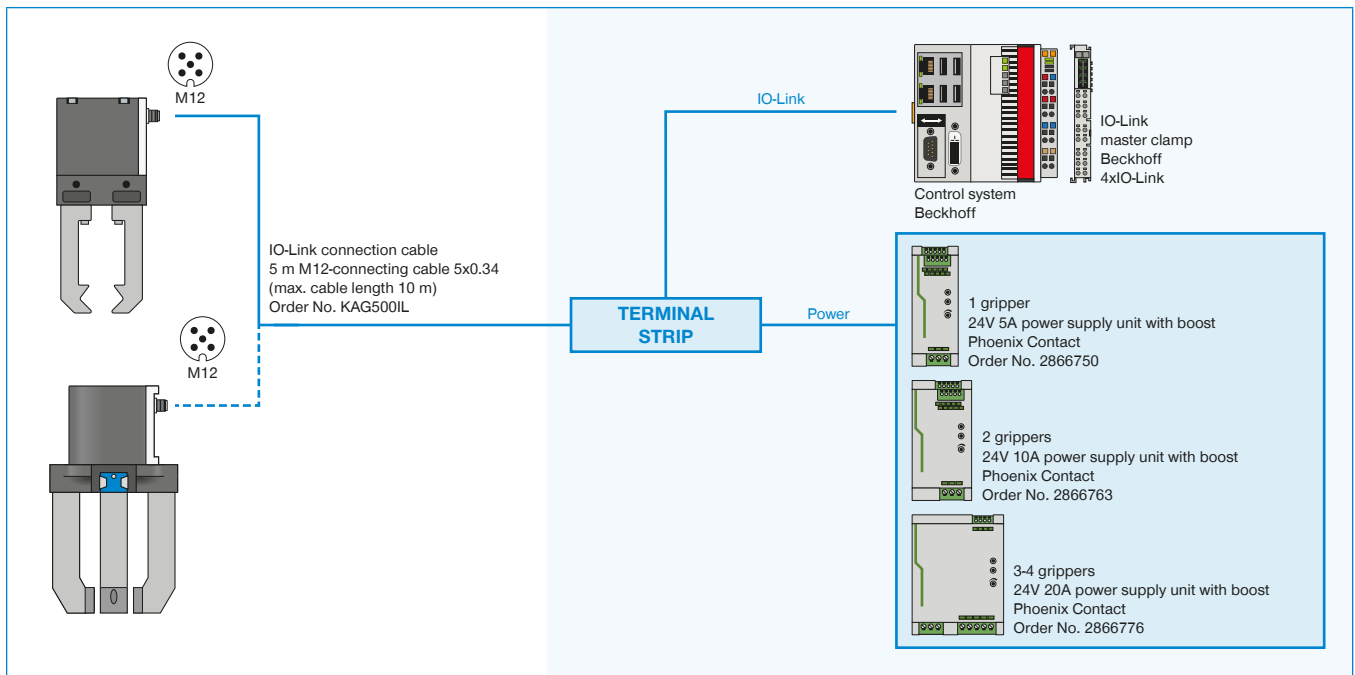 M12
IO-Link connection cable
5 m M12-connecting cable 5x0.34
(max. cable length 10 m)
Order No. KAG500IL
M12
TERMINAL
STRIP
IO-Link
Power
Control system
Beckhoff
IO-Link
master clamp
Beckhoff
4xIO-Link
1 gripper
24V 5A power supply unit with boost
Phoenix Contact
Order No. 2866750
2 grippers
24V 10A power supply unit with boost
Phoenix Contact
Order No. 2866763
3-4 grippers
24V 20A power supply unit with boost
Phoenix Contact
Order No. 2866776